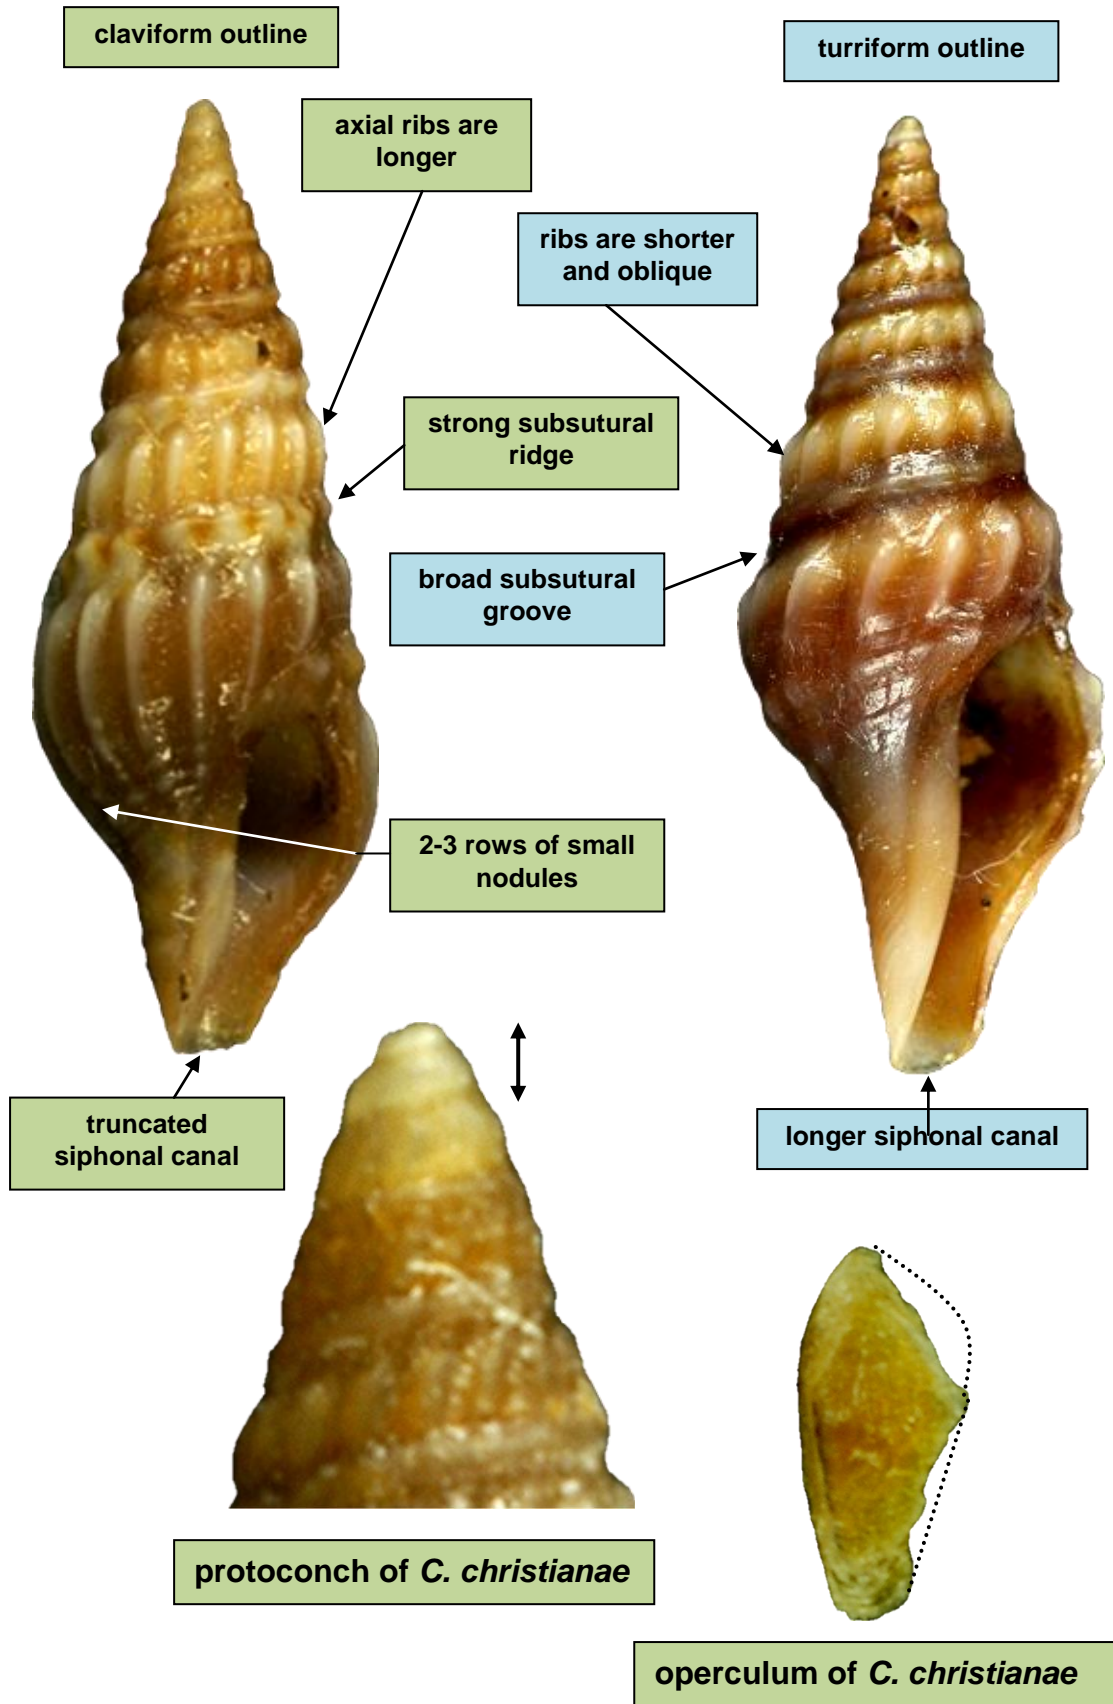 claviform outline
turriform outline
axial ribs are
longer
ribs are shorter
and oblique
strong subsutural
ridge
broad subsutural
groove
2-3 rows of small
nodules
truncated
siphonal canal
longer siphonal canal
protoconch of C. christianae
operculum of C. christianae